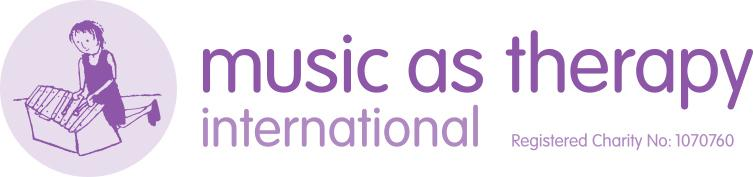 music as therapy
international
Registered Charity No: 1070760